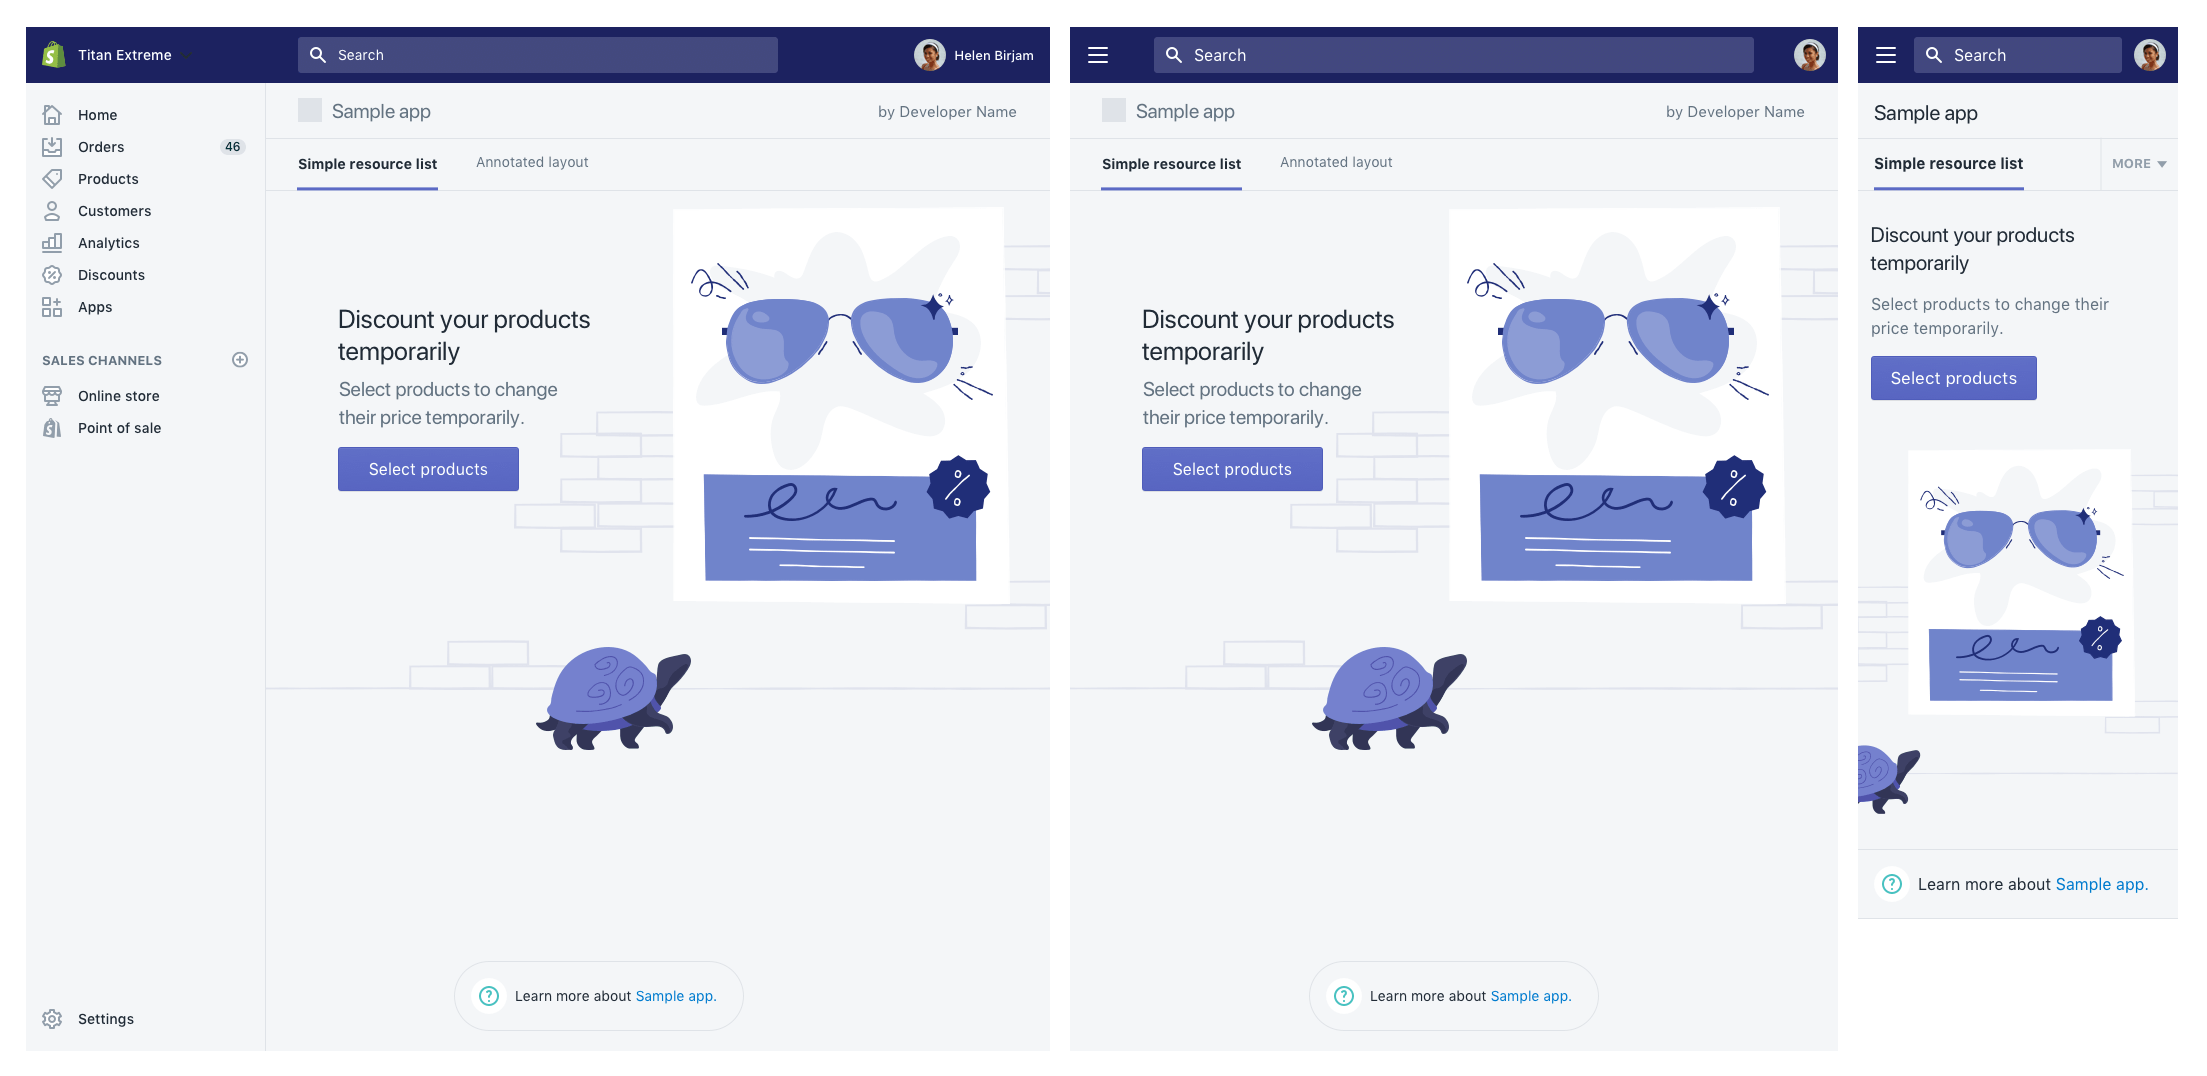 Titan Extreme
Search
Helen Birjam
Home
Orders 46
Products
Customers
Analytics
Discounts
Apps
SALES CHANNELS
Online store
Point of sale
Settings
Sample app
by Developer Name
Simple resource list
Annotated layout
Discount your products
temporarily
Select products to change
their price temporarily.
Select products
%
Learn more about Sample app.
Search
Sample app
by Developer Name
Simple resource list
Annotated layout
Discount your products
temporarily
Select products to change
their price temporarily.
Select products
%
Learn more about Sample app.
Search
Sample app
Simple resource list
MORE
Discount your products
temporarily
Select products to change their
price temporarily.
Select products
%
Learn more about Sample app.